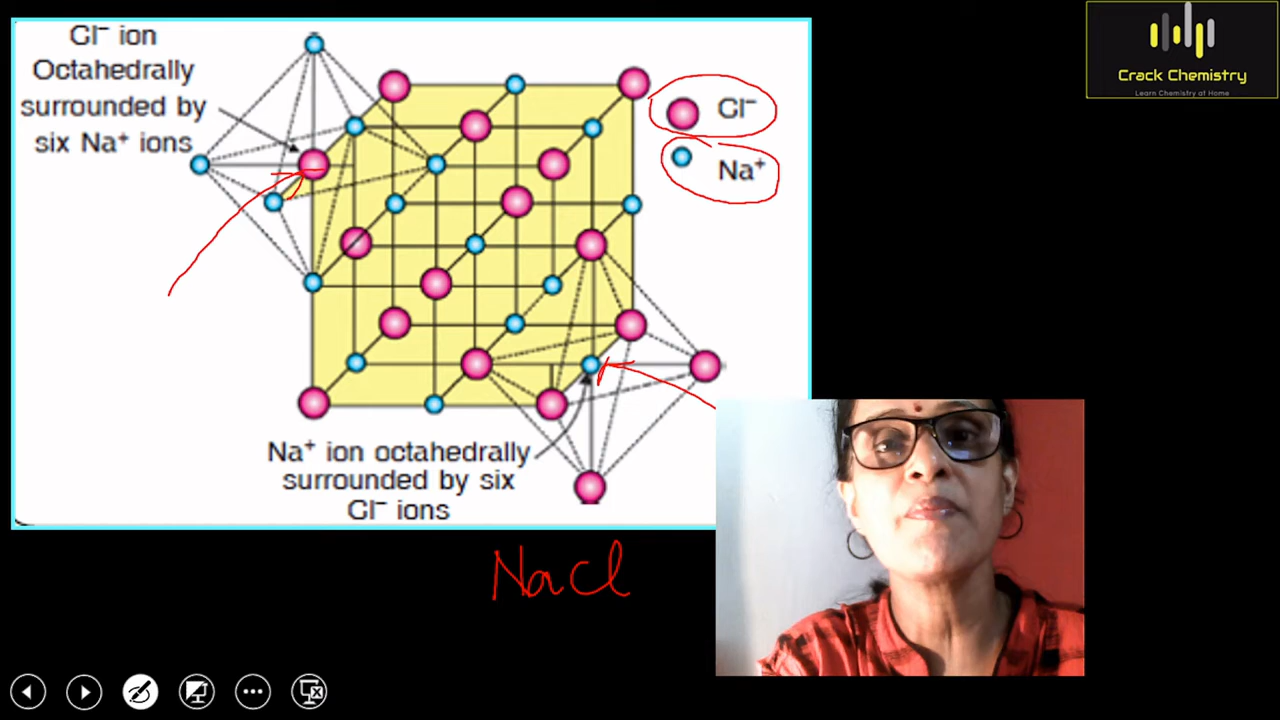 Cl⁻ ion
Octahedrally
surrounded by
six Na⁺ ions
Cl⁻
Na⁺
Na⁺ ion octahedrally
surrounded by six
Cl⁻ ions
NaCl
Crack Chemistry
Learn Chemistry at Home